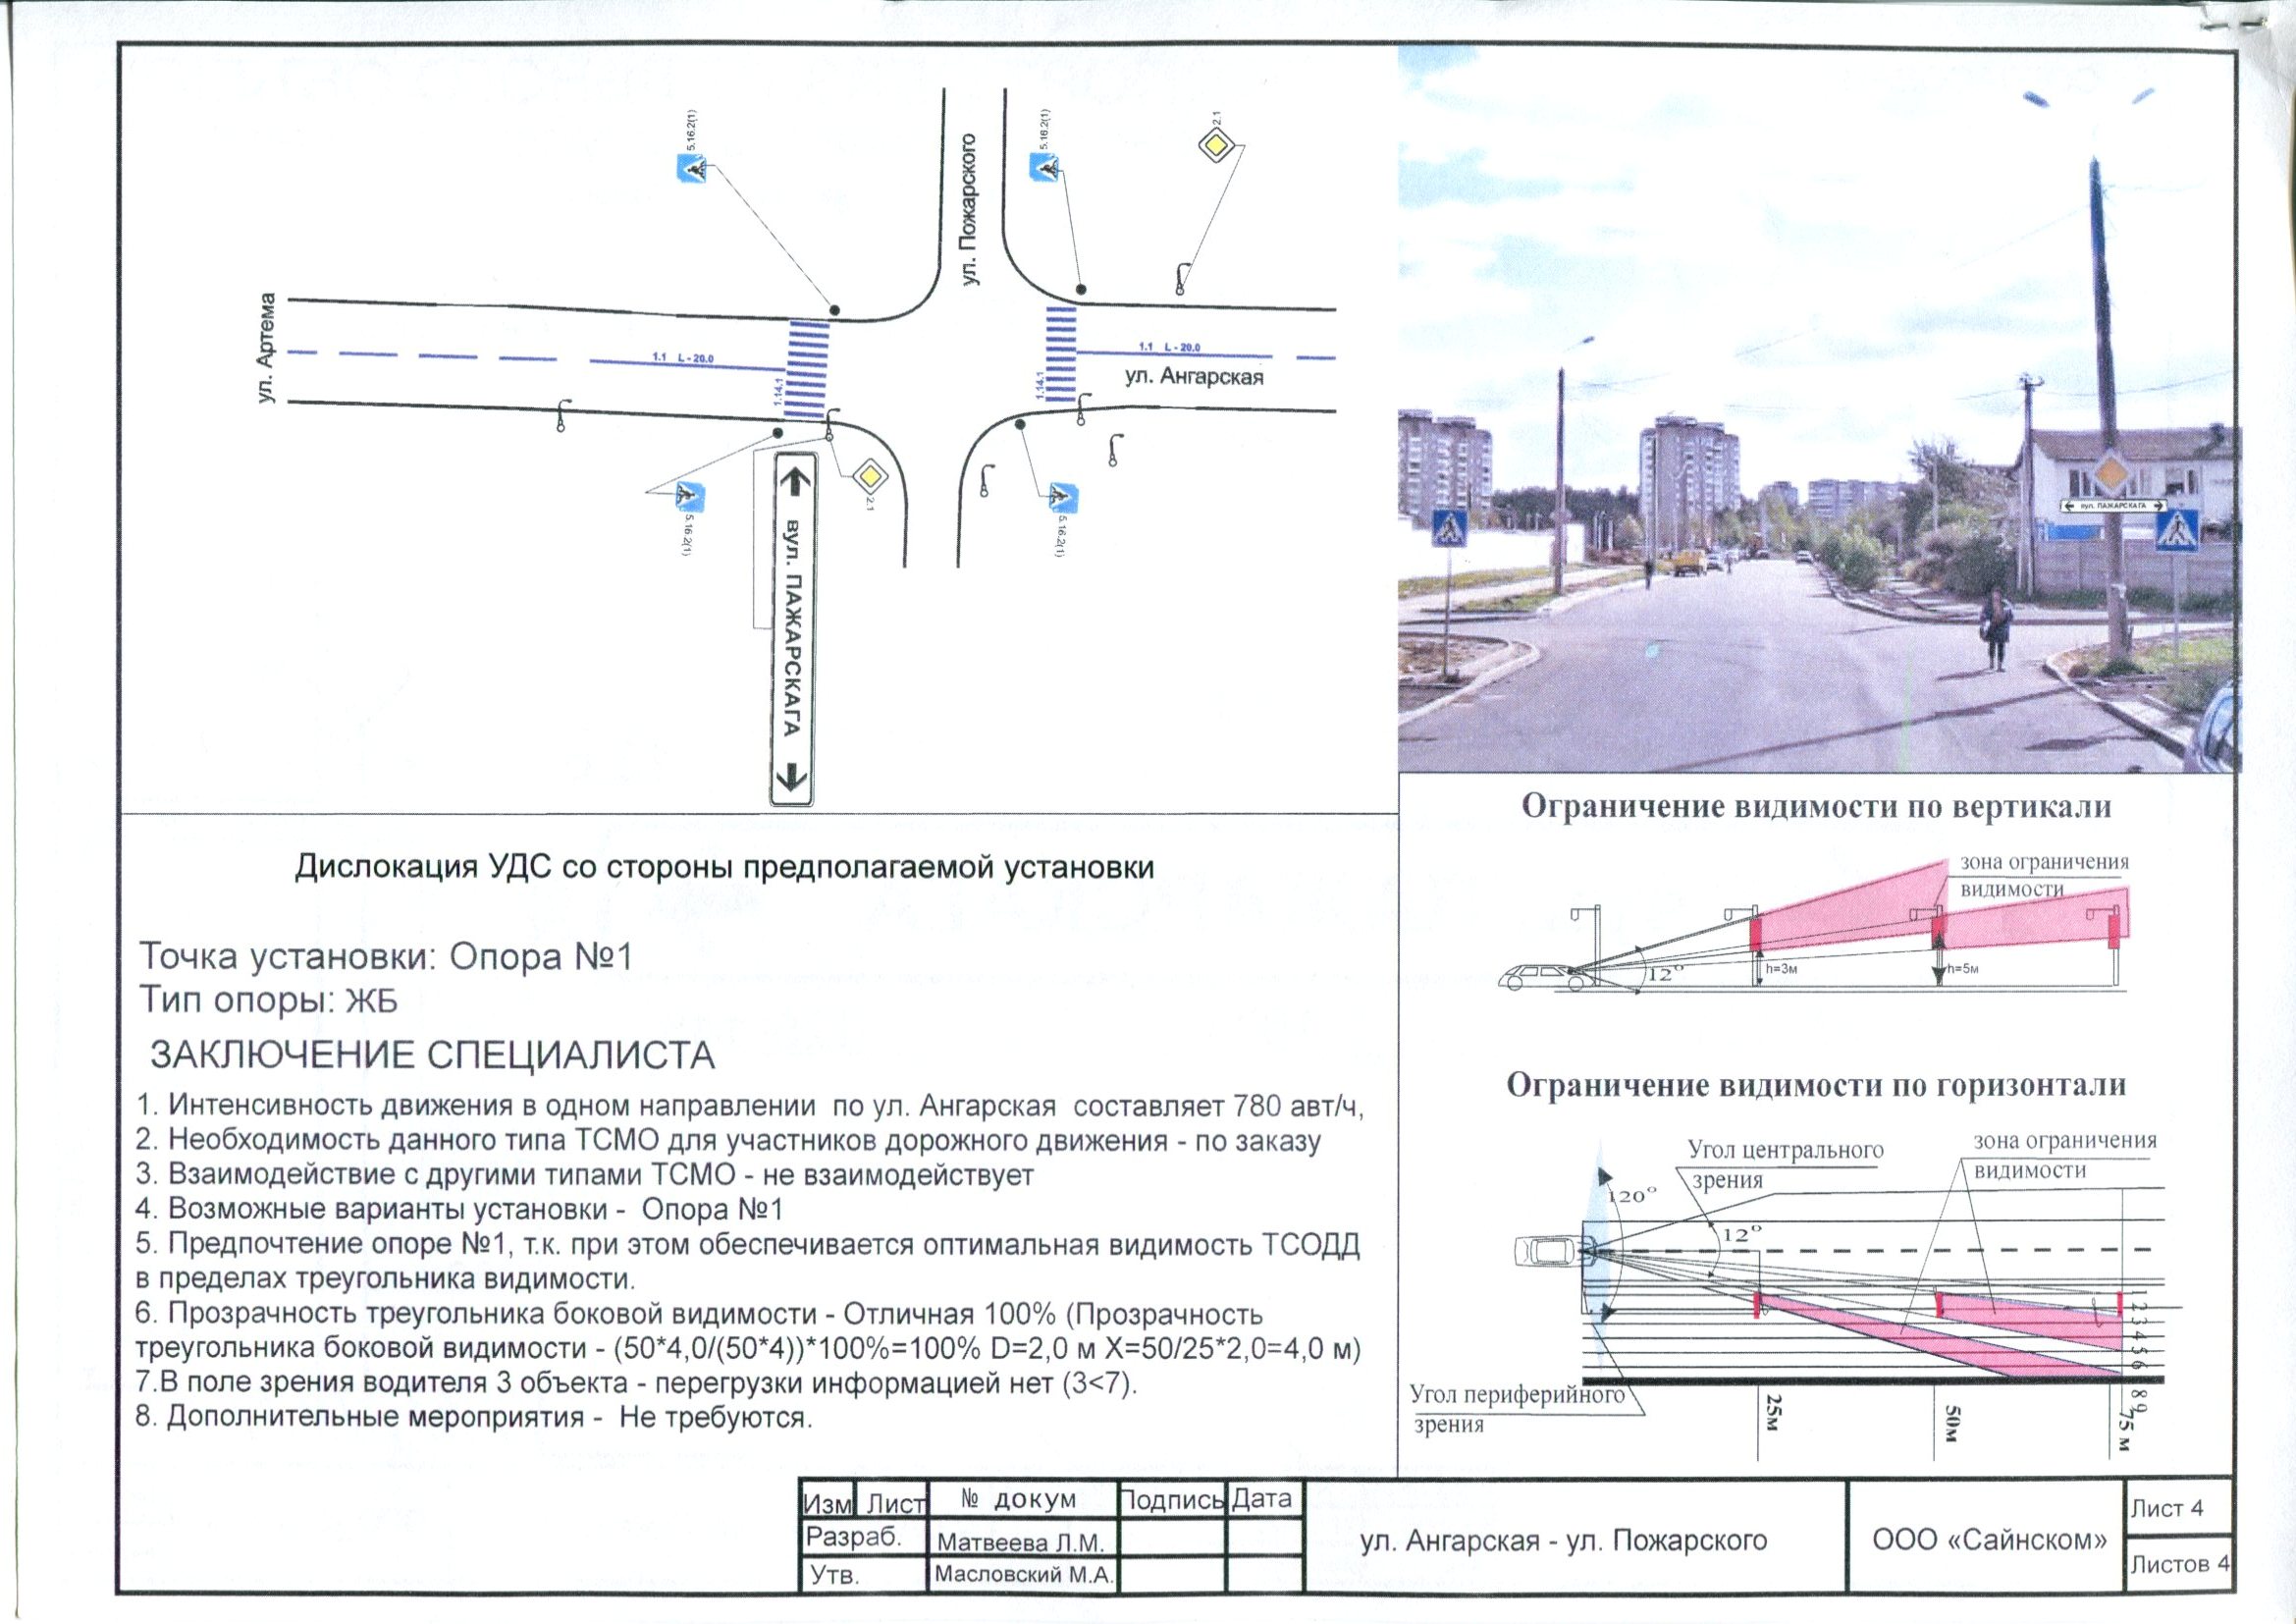 5.16.2(1)
5.16.2(1)
2.1
ул. Пожарского
ул. Артема
1.1 L - 20.0
1.14.1
1.1 L - 20.0
1.14.1
ул. Ангарская
5.16.2(1)
2.1
5.16.2(1)
вул. ПАЖАРСКАГА
вул. ПАЖАРСКАГА
Дислокация УДС со стороны предполагаемой установки
Точка установки: Опора №1
Тип опоры: ЖБ
ЗАКЛЮЧЕНИЕ СПЕЦИАЛИСТА
1. Интенсивность движения в одном направлении по ул. Ангарская составляет 780 авт/ч,
2. Необходимость данного типа ТСМО для участников дорожного движения - по заказу
3. Взаимодействие с другими типами ТСМО - не взаимодействует
4. Возможные варианты установки - Опора №1
5. Предпочтение опоре №1, т.к. при этом обеспечивается оптимальная видимость ТСОДД
в пределах треугольника видимости.
6. Прозрачность треугольника боковой видимости - Отличная 100% (Прозрачность
треугольника боковой видимости - (50*4,0/(50*4))*100%=100% D=2,0 м X=50/25*2,0=4,0 м)
7.В поле зрения водителя 3 объекта - перегрузки информацией нет (3<7).
8. Дополнительные мероприятия - Не требуются.
Ограничение видимости по вертикали
зона ограничения
видимости
12°
h=3м
h=5м
Ограничение видимости по горизонтали
Угол центрального
зрения
зона ограничения
видимости
120°
12°
1
2
3
4
5
6
8
9
Угол периферийного
зрения
25м
50м
75 м
Изм Лист № докум Подпись Дата
Разраб. Матвеева Л.М.
Утв. Масловский М.А.
ул. Ангарская - ул. Пожарского
ООО «Сайнском»
Лист 4
Листов 4